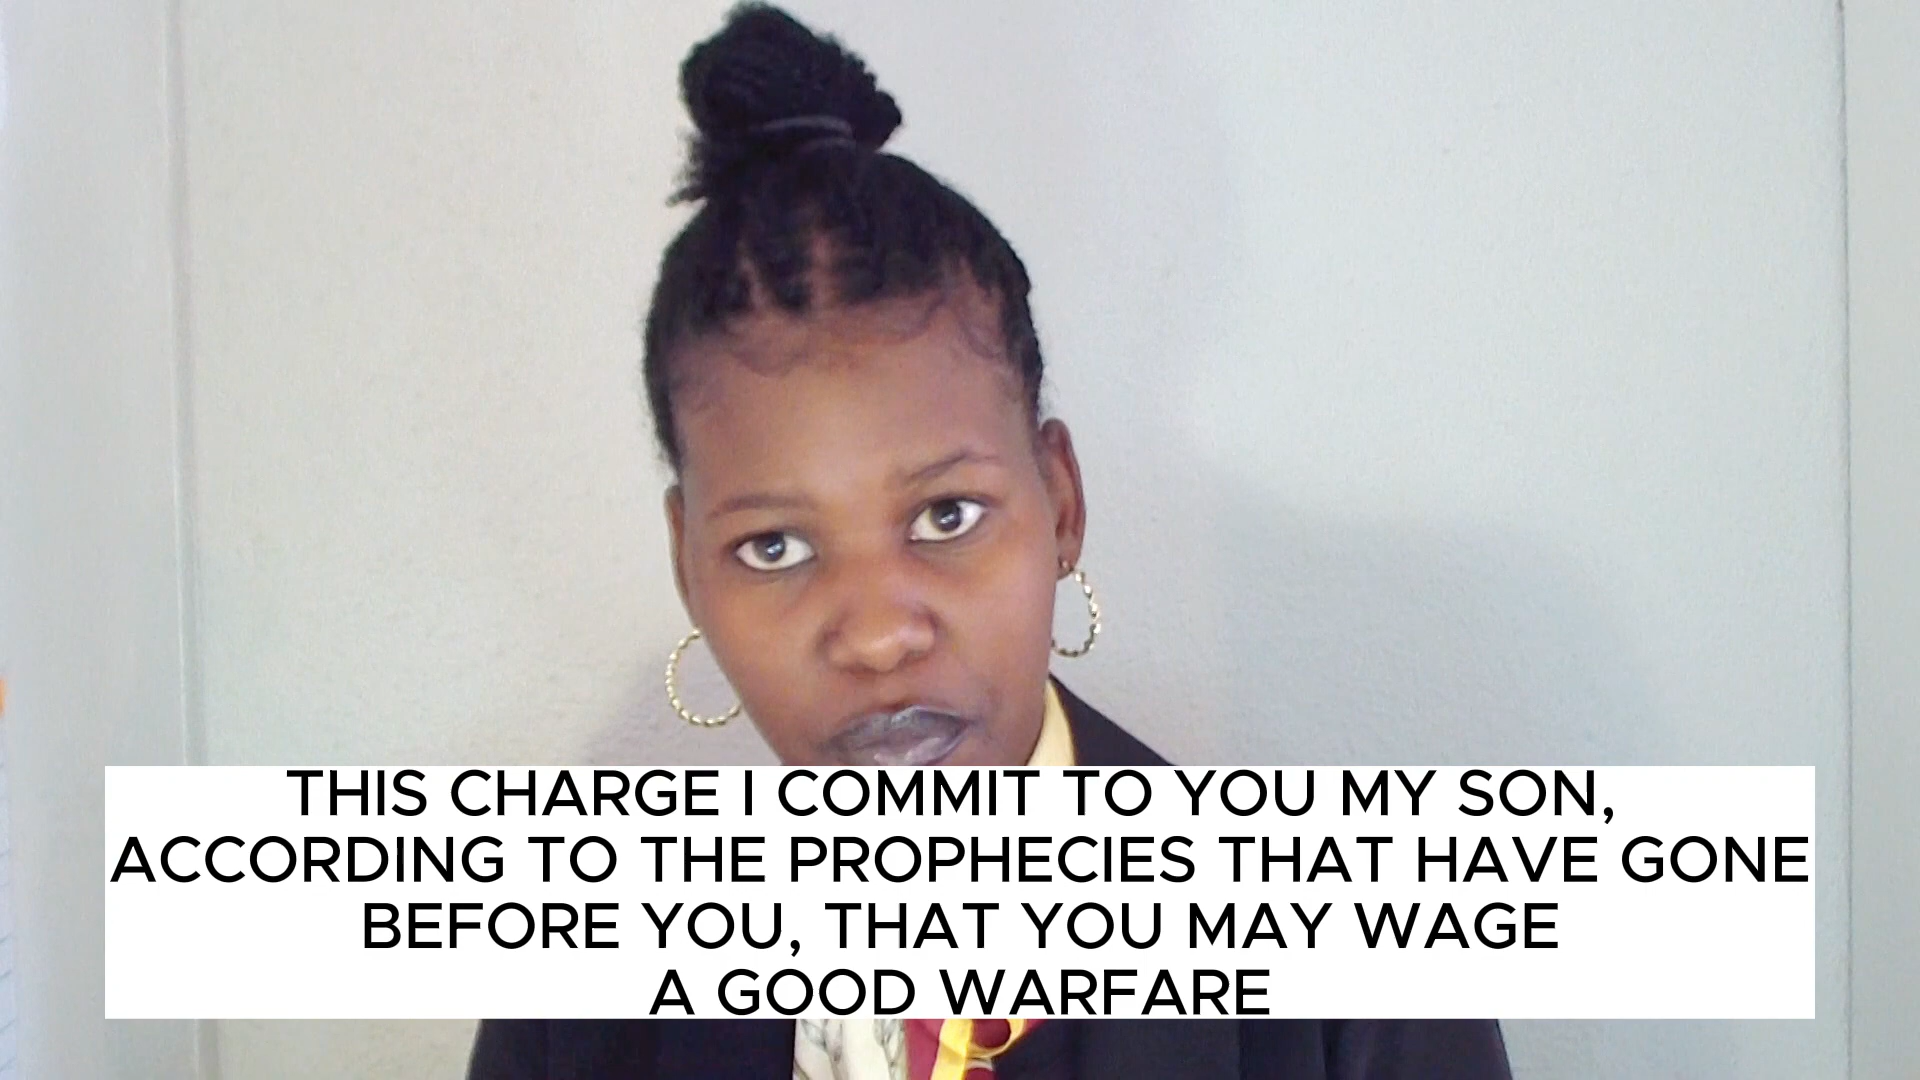 THIS CHARGE I COMMIT TO YOU MY SON,
ACCORDING TO THE PROPHECIES THAT HAVE GONE
BEFORE YOU, THAT YOU MAY WAGE
A GOOD WARFARE